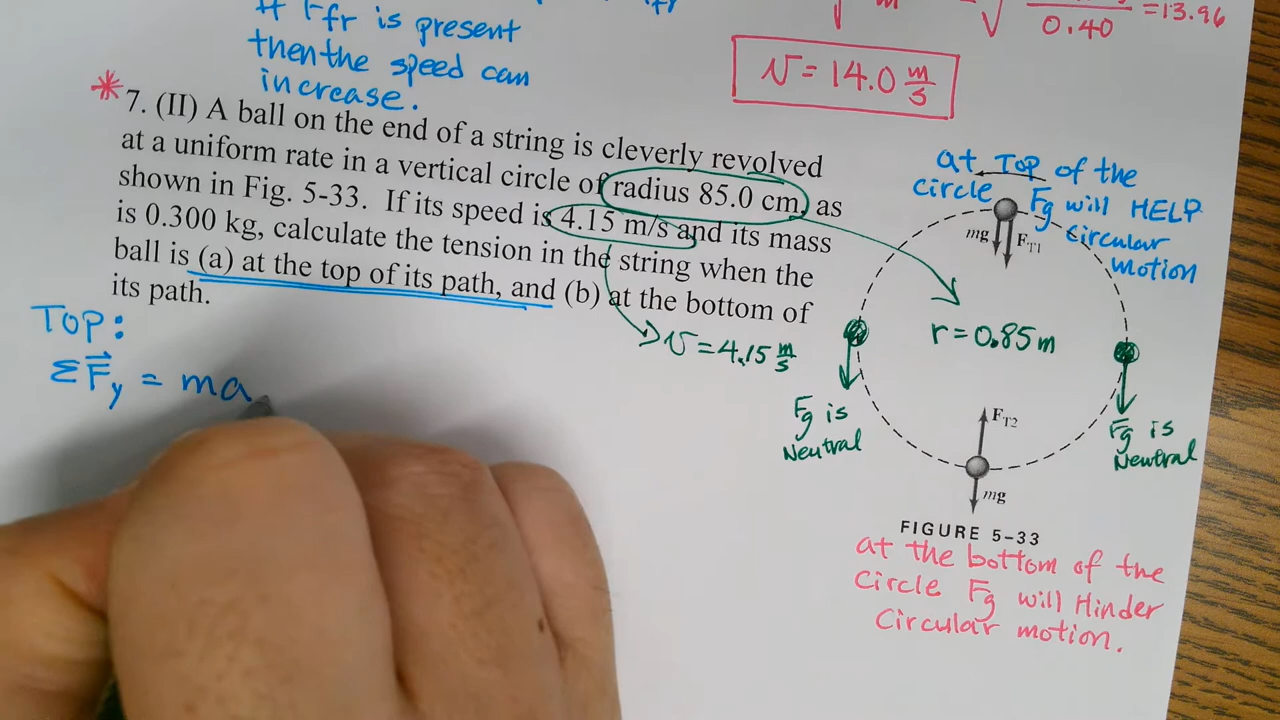 If Ffr is present
then the speed can
increase.
m
0.40
=13.96
v = 14.0 m/s
* 7. (II) A ball on the end of a string is cleverly revolved
at a uniform rate in a vertical circle of radius 85.0 cm, as
shown in Fig. 5-33. If its speed is 4.15 m/s and its mass
is 0.300 kg, calculate the tension in the string when the
ball is (a) at the top of its path, and (b) at the bottom of
its path.
v = 4.15 m/s
TOP:
ΣF⃗y = ma
at TOP of the
circle Fg will HELP
circular
motion
mg
FT1
r = 0.85 m
Fg is
Neutral
Fg is
Newtral
FT2
mg
FIGURE 5-33
at the bottom of the
circle Fg will Hinder
Circular motion.